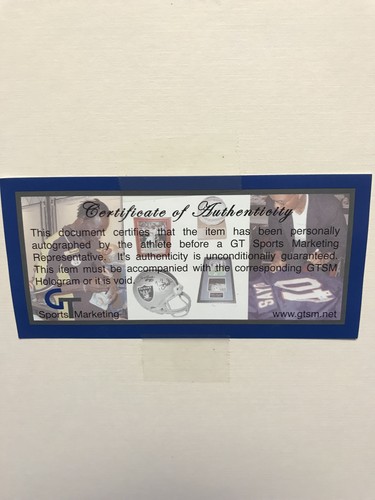 Certificate of Authenticity
This document certifies that the item has been personally
autographed by the athlete before a GT Sports Marketing
Representative. It's authenticity is unconditionally guaranteed.
This item must be accompanied with the corresponding GTSM
Hologram or it is void.
GT
Sports Marketing
www.gtsm.net